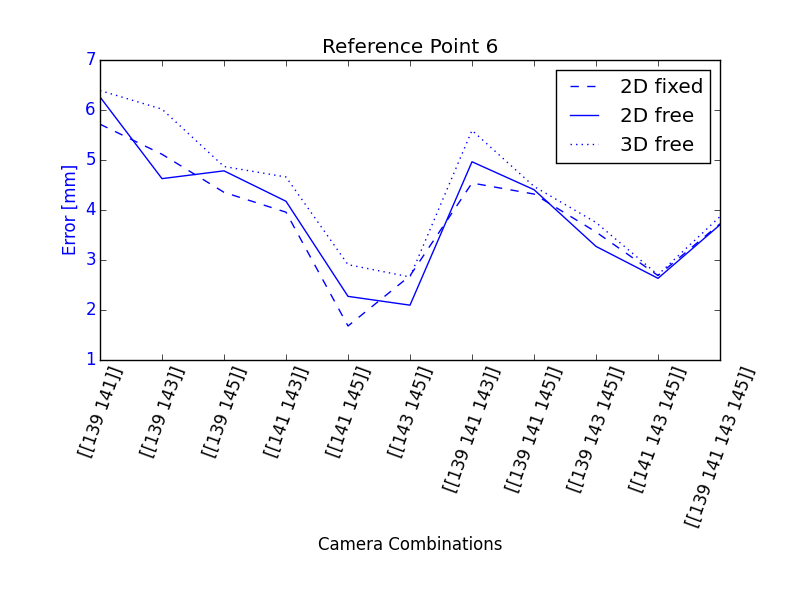 Reference Point 6
7
6
5
4
3
2
1
Error [mm]
2D fixed
2D free
3D free
[[139 141]]
[[139 143]]
[[139 145]]
[[141 143]]
[[141 145]]
[[143 145]]
[[139 141 143]]
[[139 141 145]]
[[139 143 145]]
[[141 143 145]]
[[139 141 143 145]]
Camera Combinations